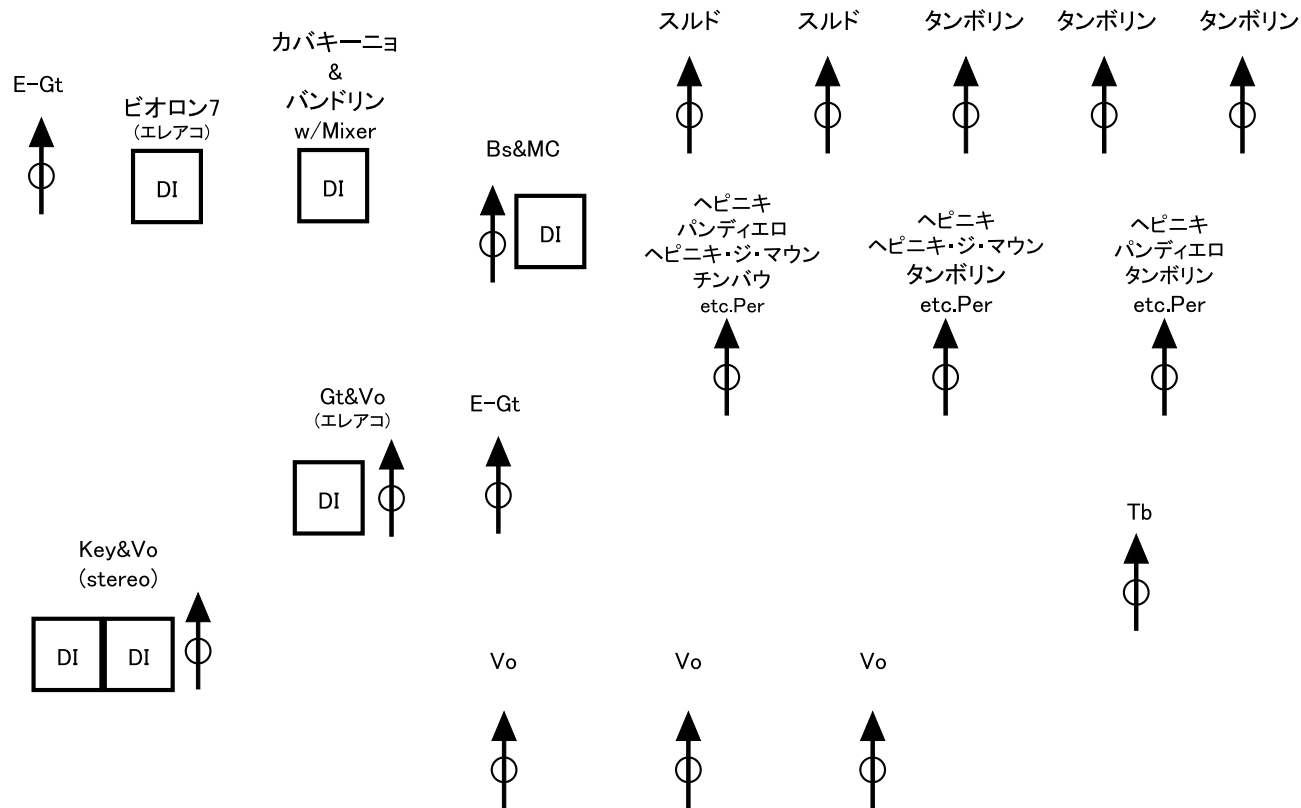 スルド
スルド
タンボリン
タンボリン
タンボリン
E-Gt
ビオロン7
(エレアコ)
DI
カバキーニョ
&
バンドリン
w/Mixer
DI
Bs&MC
DI
ヘピニキ
パンディエロ
ヘピニキ・ジ・マウン
チンバウ
etc.Per
ヘピニキ
ヘピニキ・ジ・マウン
タンボリン
etc.Per
ヘピニキ
パンディエロ
タンボリン
etc.Per
Gt&Vo
(エレアコ)
DI
E-Gt
Tb
Key&Vo
(stereo)
DI
DI
Vo
Vo
Vo